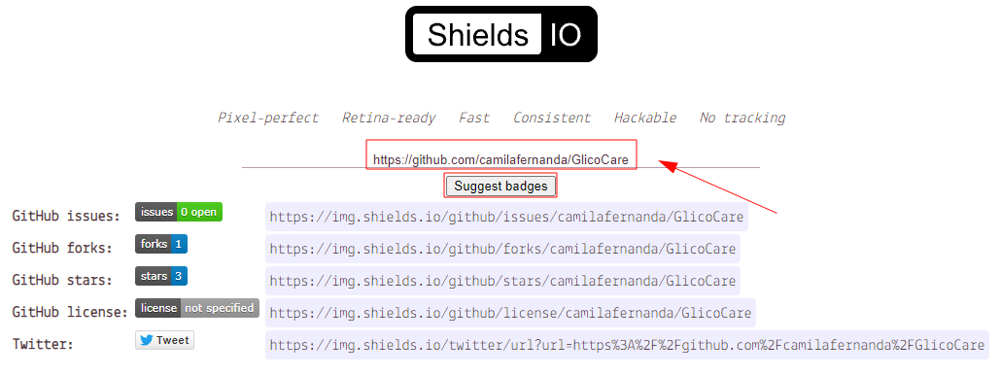 Shields IO
Pixel-perfect Retina-ready Fast Consistent Hackable No tracking
https://github.com/camilafernanda/GlicoCare
Suggest badges
GitHub issues: issues 0 open https://img.shields.io/github/issues/camilafernanda/GlicoCare
GitHub forks: forks 1 https://img.shields.io/github/forks/camilafernanda/GlicoCare
GitHub stars: stars 3 https://img.shields.io/github/stars/camilafernanda/GlicoCare
GitHub license: license not specified https://img.shields.io/github/license/camilafernanda/GlicoCare
Twitter: Tweet https://img.shields.io/twitter/url?url=https%3A%2F%2Fgithub.com%2Fcamilafernanda%2FGlicoCare